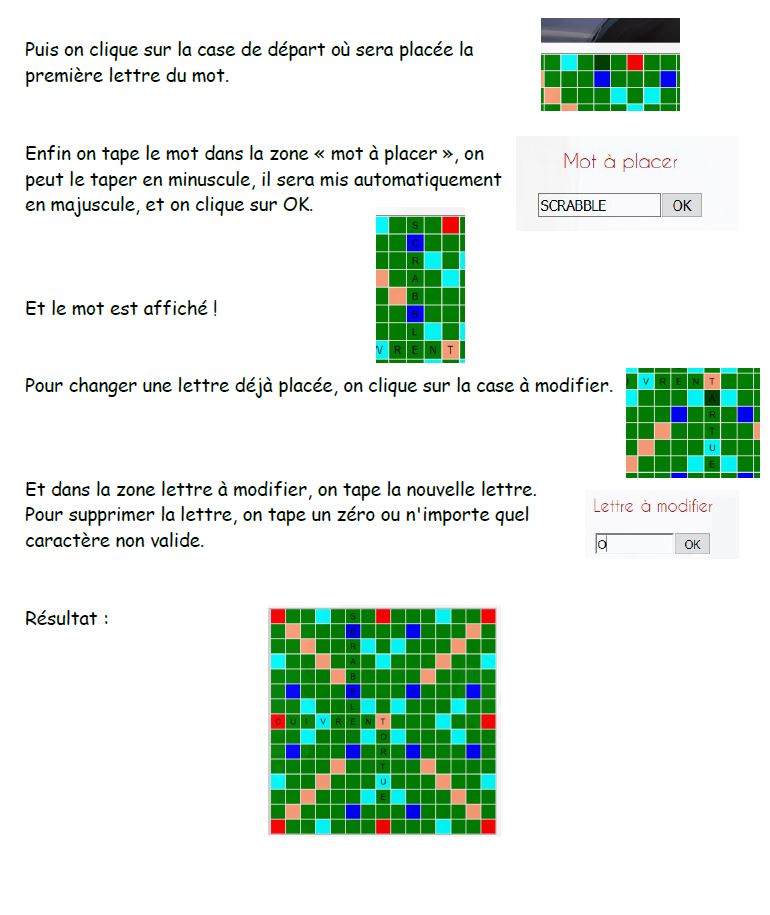 Puis on clique sur la case de départ où sera placée la
première lettre du mot.
Enfin on tape le mot dans la zone « mot à placer », on
peut le taper en minuscule, il sera mis automatiquement
en majuscule, et on clique sur OK.
Mot à placer
SCRABBLE OK
S
C
R
A
B
B
L
V R E N T
Et le mot est affiché !
Pour changer une lettre déjà placée, on clique sur la case à modifier.
I V R E N T
A
R
T
U
E
Et dans la zone lettre à modifier, on tape la nouvelle lettre.
Pour supprimer la lettre, on tape un zéro ou n'importe quel
caractère non valide.
Lettre à modifier
O OK
Résultat :
S
C
R
A
B
B
L
C U I V R E N T
O
R
T
U
E